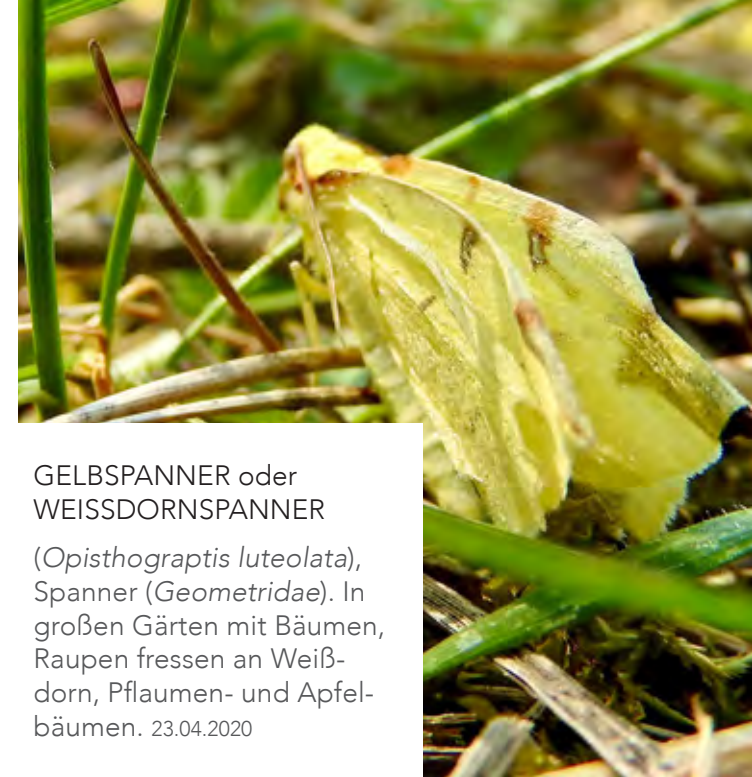 GELBSPANNER oder
WEISSDORNSPANNER
(Opisthograptis luteolata),
Spanner (Geometridae). In
großen Gärten mit Bäumen,
Raupen fressen an Weiß-
dorn, Pflaumen- und Apfel-
bäumen. 23.04.2020